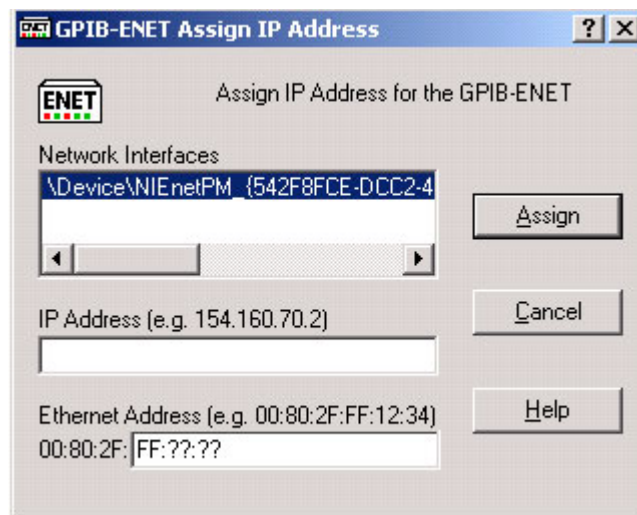 GPIB-ENET Assign IP Address
ENET
Assign IP Address for the GPIB-ENET
Network Interfaces
\Device\NIEnetPM_{542F8FCE-DCC2-4
Assign
IP Address (e.g. 154.160.70.2)
Cancel
Ethernet Address (e.g. 00:80:2F:FF:12:34)
Help
00:80:2F: FF:??:??